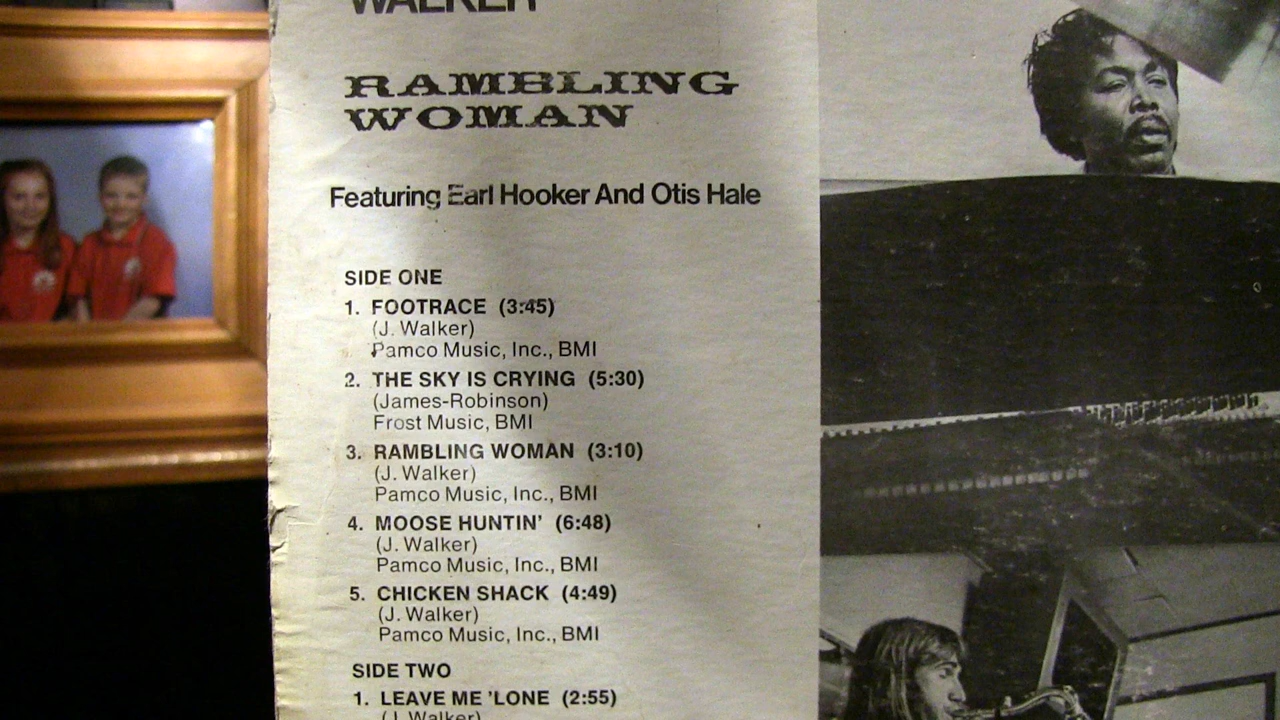 WALKER
RAMBLING
WOMAN
Featuring Earl Hooker And Otis Hale
SIDE ONE
1. FOOTRACE (3:45)
(J. Walker)
Pamco Music, Inc., BMI
2. THE SKY IS CRYING (5:30)
(James-Robinson)
Frost Music, BMI
3. RAMBLING WOMAN (3:10)
(J. Walker)
Pamco Music, Inc., BMI
4. MOOSE HUNTIN' (6:48)
(J. Walker)
Pamco Music, Inc., BMI
5. CHICKEN SHACK (4:49)
(J. Walker)
Pamco Music, Inc., BMI
SIDE TWO
1. LEAVE ME 'LONE (2:55)
(J. Walker)